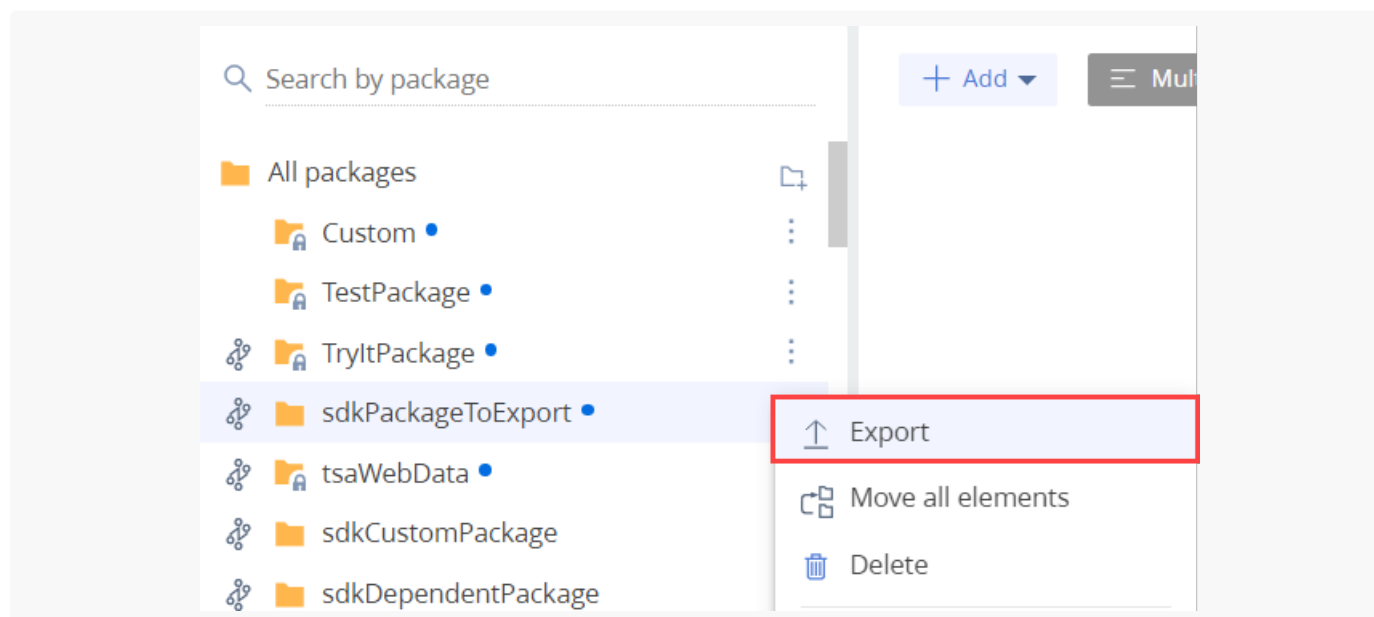 Search by package
Add
Mul
All packages
Custom
TestPackage
TryItPackage
sdkPackageToExport
Export
tsaWebData
Move all elements
sdkCustomPackage
Delete
sdkDependentPackage